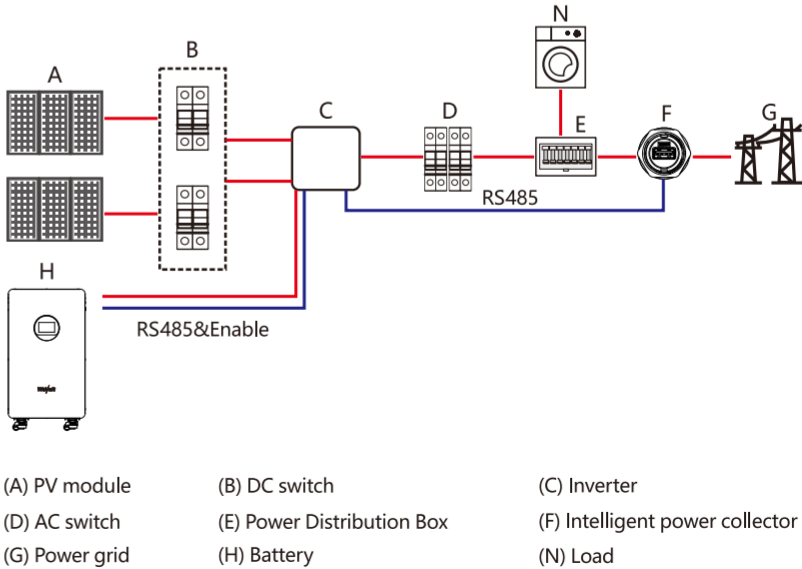 N
B
A
C
D
E
F
G
RS485
H
RS485&Enable
(A) PV module
(B) DC switch
(C) Inverter
(D) AC switch
(E) Power Distribution Box
(F) Intelligent power collector
(G) Power grid
(H) Battery
(N) Load